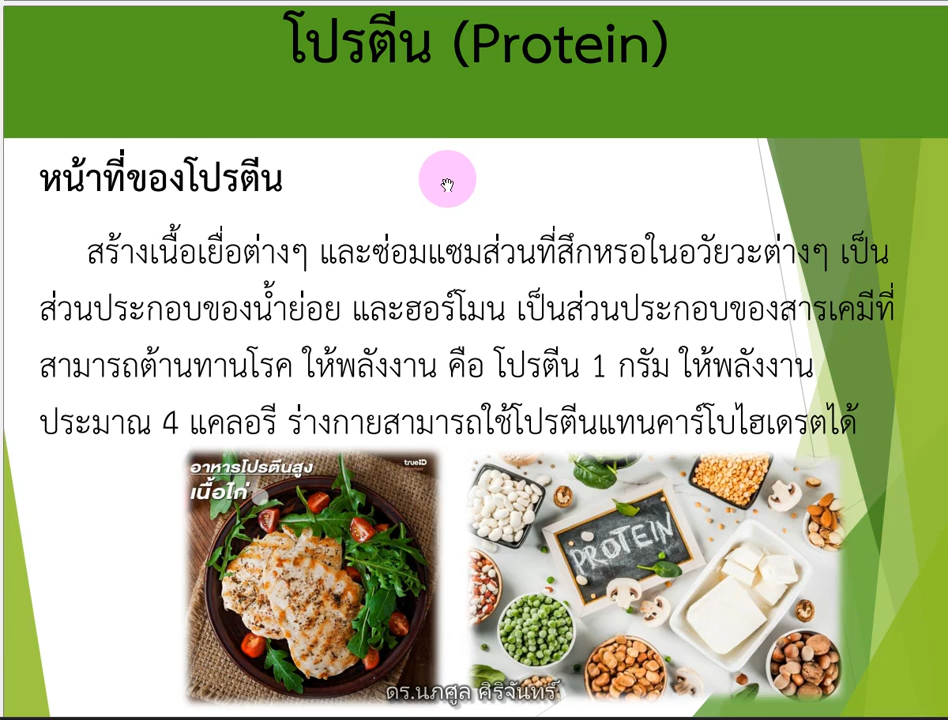 โปรตีน (Protein)
หน้าที่ของโปรตีน
สร้างเนื้อเยื่อต่างๆ และซ่อมแซมส่วนที่สึกหรอในอวัยวะต่างๆ เป็น
ส่วนประกอบของน้ำย่อย และฮอร์โมน เป็นส่วนประกอบของสารเคมีที่
สามารถต้านทานโรค ให้พลังงาน คือ โปรตีน 1 กรัม ให้พลังงาน
ประมาณ 4 แคลอรี ร่างกายสามารถใช้โปรตีนแทนคาร์โบไฮเดรตได้
อาหารโปรตีนสูง
เนื้อไก่
trueID
PROTEIN
ดร.นภศูล ศิริจันทร์